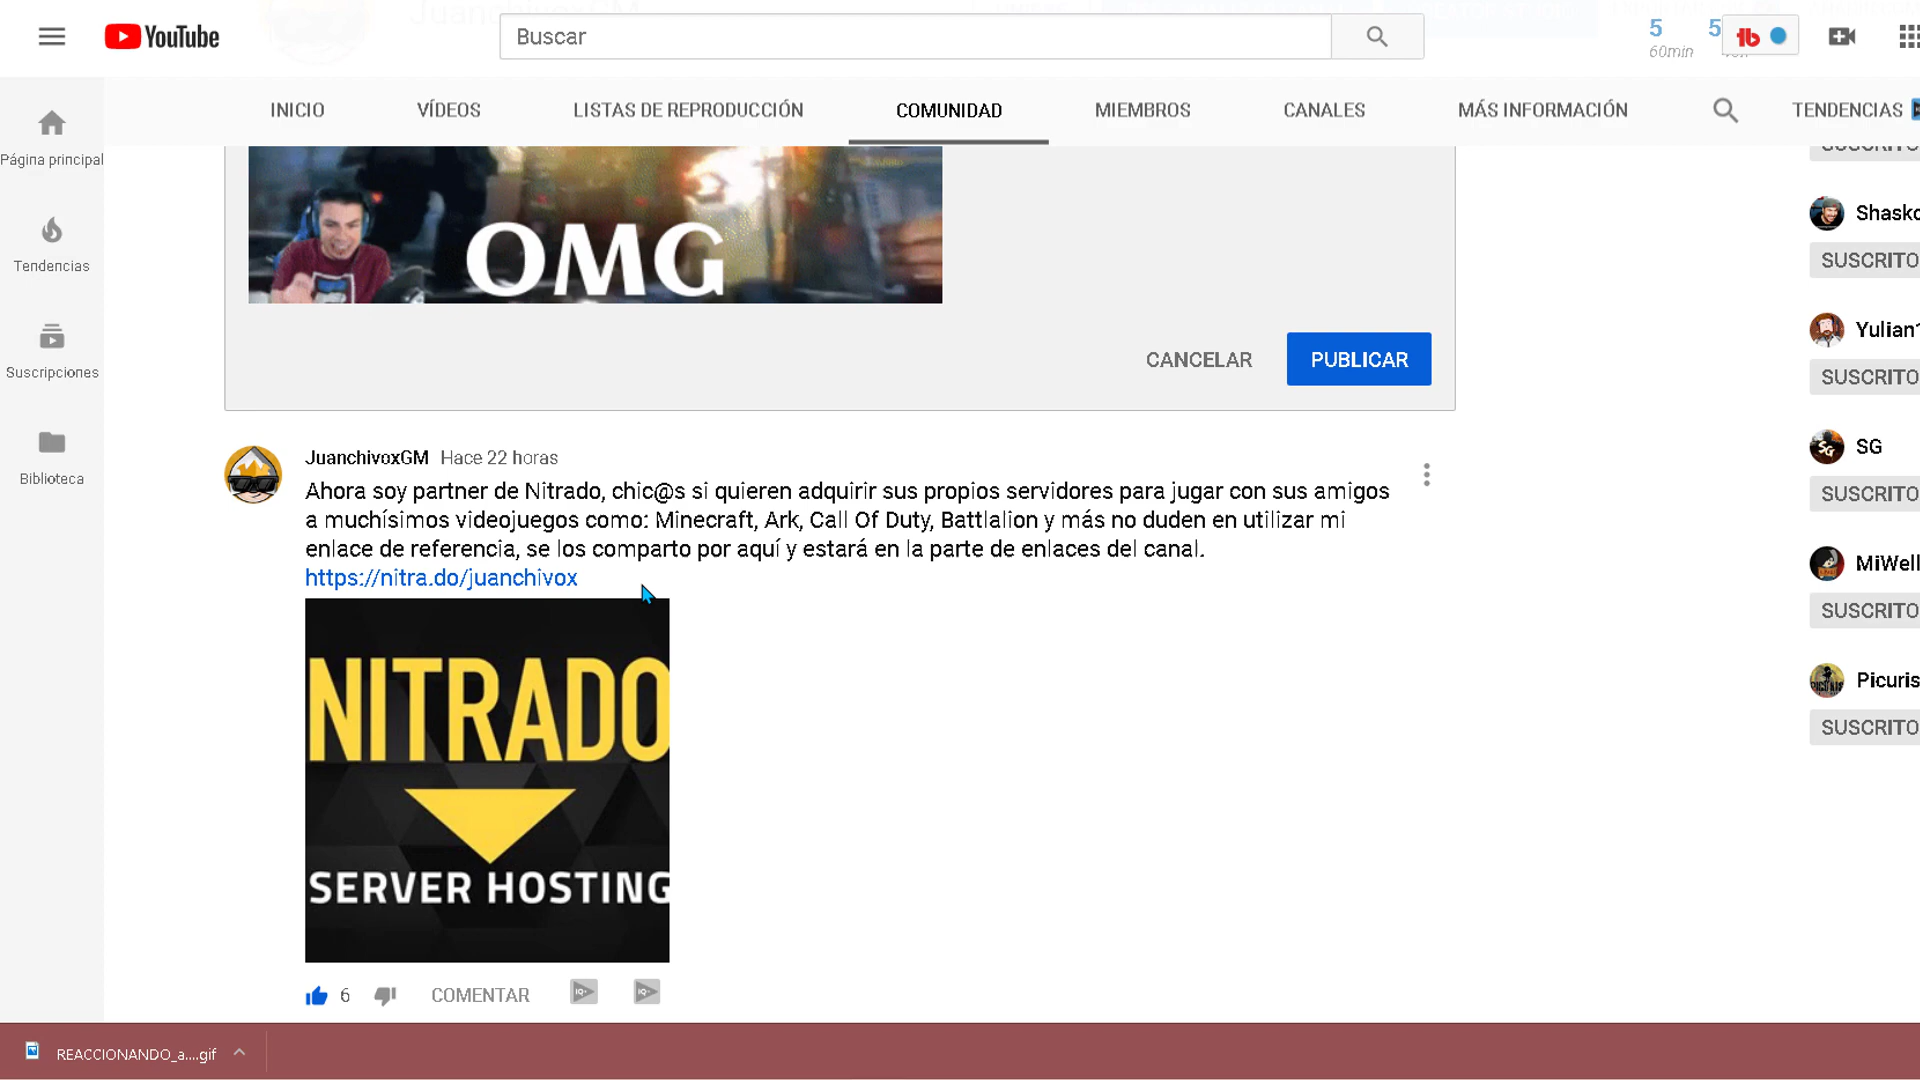 YouTube
Buscar
5
60min
5
INICIO
VÍDEOS
LISTAS DE REPRODUCCIÓN
COMUNIDAD
MIEMBROS
CANALES
MÁS INFORMACIÓN
TENDENCIAS
Página principal
Tendencias
Suscripciones
Biblioteca
OMG
CANCELAR
PUBLICAR
JuanchivoxGM Hace 22 horas
Ahora soy partner de Nitrado, chic@s si quieren adquirir sus propios servidores para jugar con sus amigos
a muchísimos videojuegos como: Minecraft, Ark, Call Of Duty, Battlalion y más no duden en utilizar mi
enlace de referencia, se los comparto por aquí y estará en la parte de enlaces del canal.
https://nitra.do/juanchivox
NITRADO
SERVER HOSTING
6
COMENTAR
IQ+
IQ+
Shasko
SUSCRITO
Yulian
SUSCRITO
SG
SG
SUSCRITO
MiWell
SUSCRITO
Picuris
SUSCRITO
REACCIONANDO_a....gif